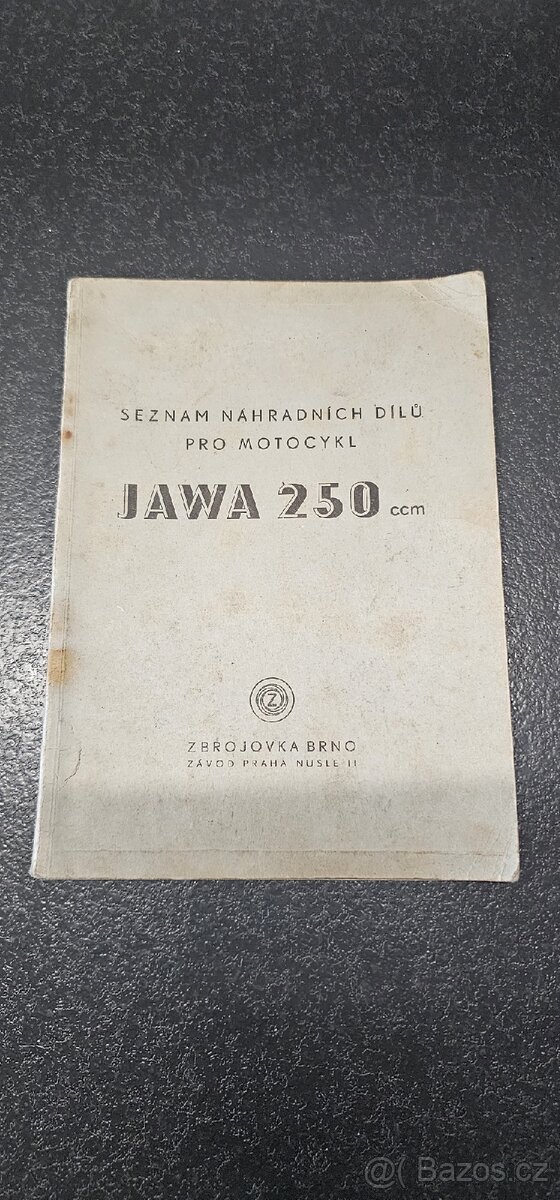 SEZNAM NÁHRADNÍCH DÍLŮ
PRO MOTOCYKL
JAWA 250 ccm
Z
ZBROJOVKA BRNO
ZÁVOD PRAHA NUSLE II
@( Bazos.cz